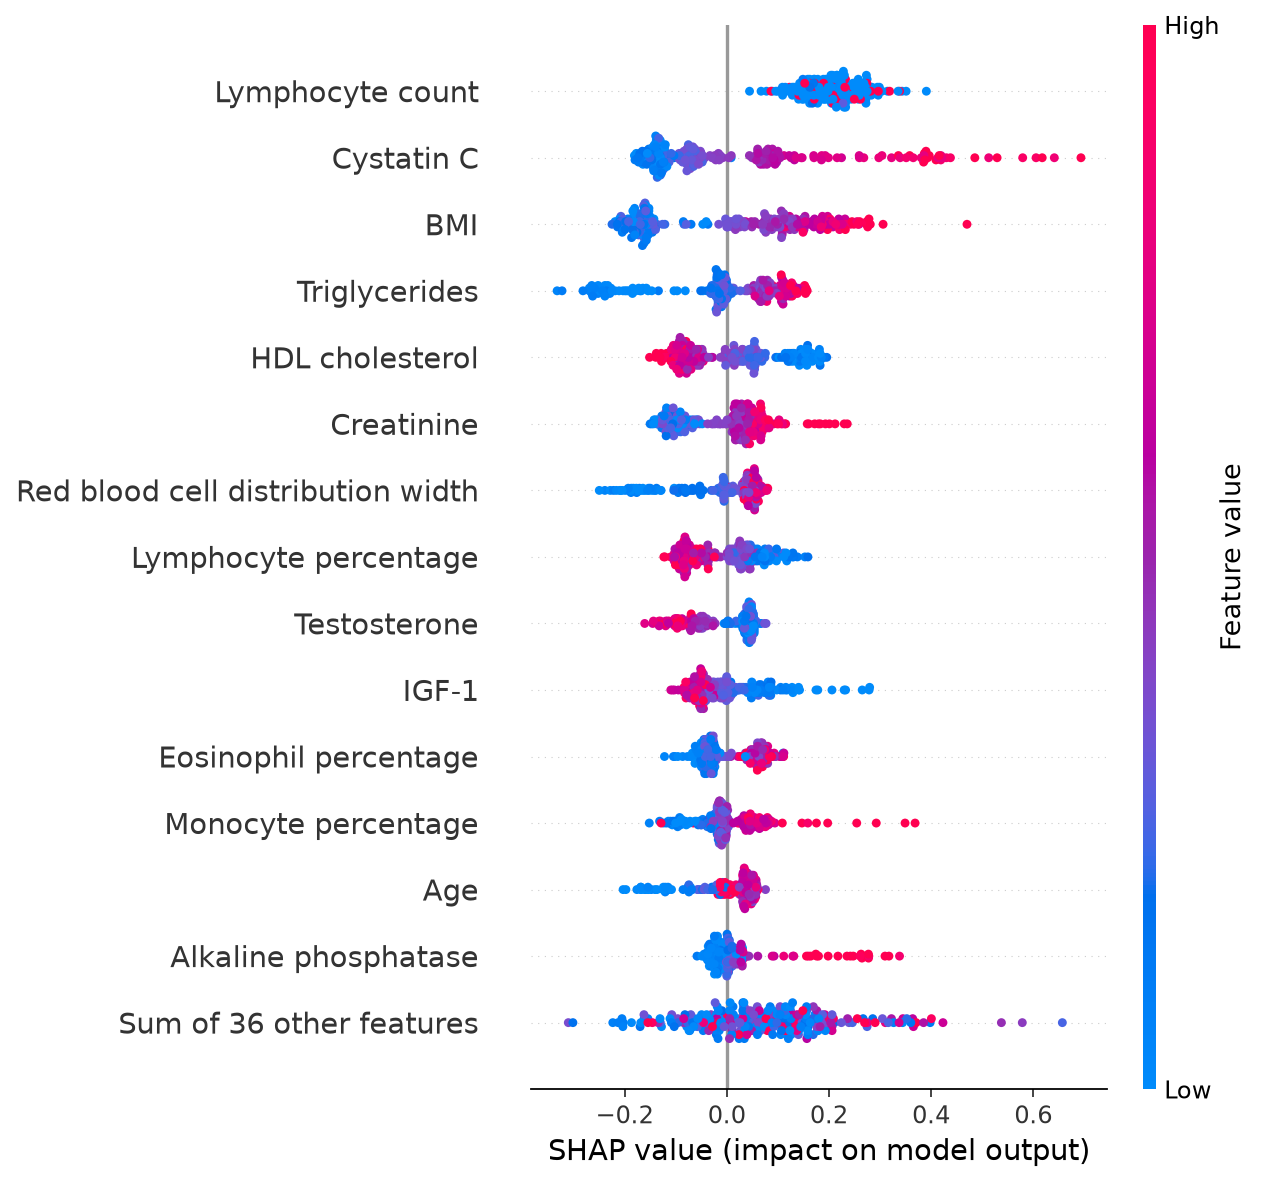 High
Lymphocyte count
Cystatin C
BMI
Triglycerides
HDL cholesterol
Creatinine
Red blood cell distribution width
Lymphocyte percentage
Testosterone
IGF-1
Eosinophil percentage
Monocyte percentage
Age
Alkaline phosphatase
Sum of 36 other features
Feature value
Low
−0.2 0.0 0.2 0.4 0.6
SHAP value (impact on model output)